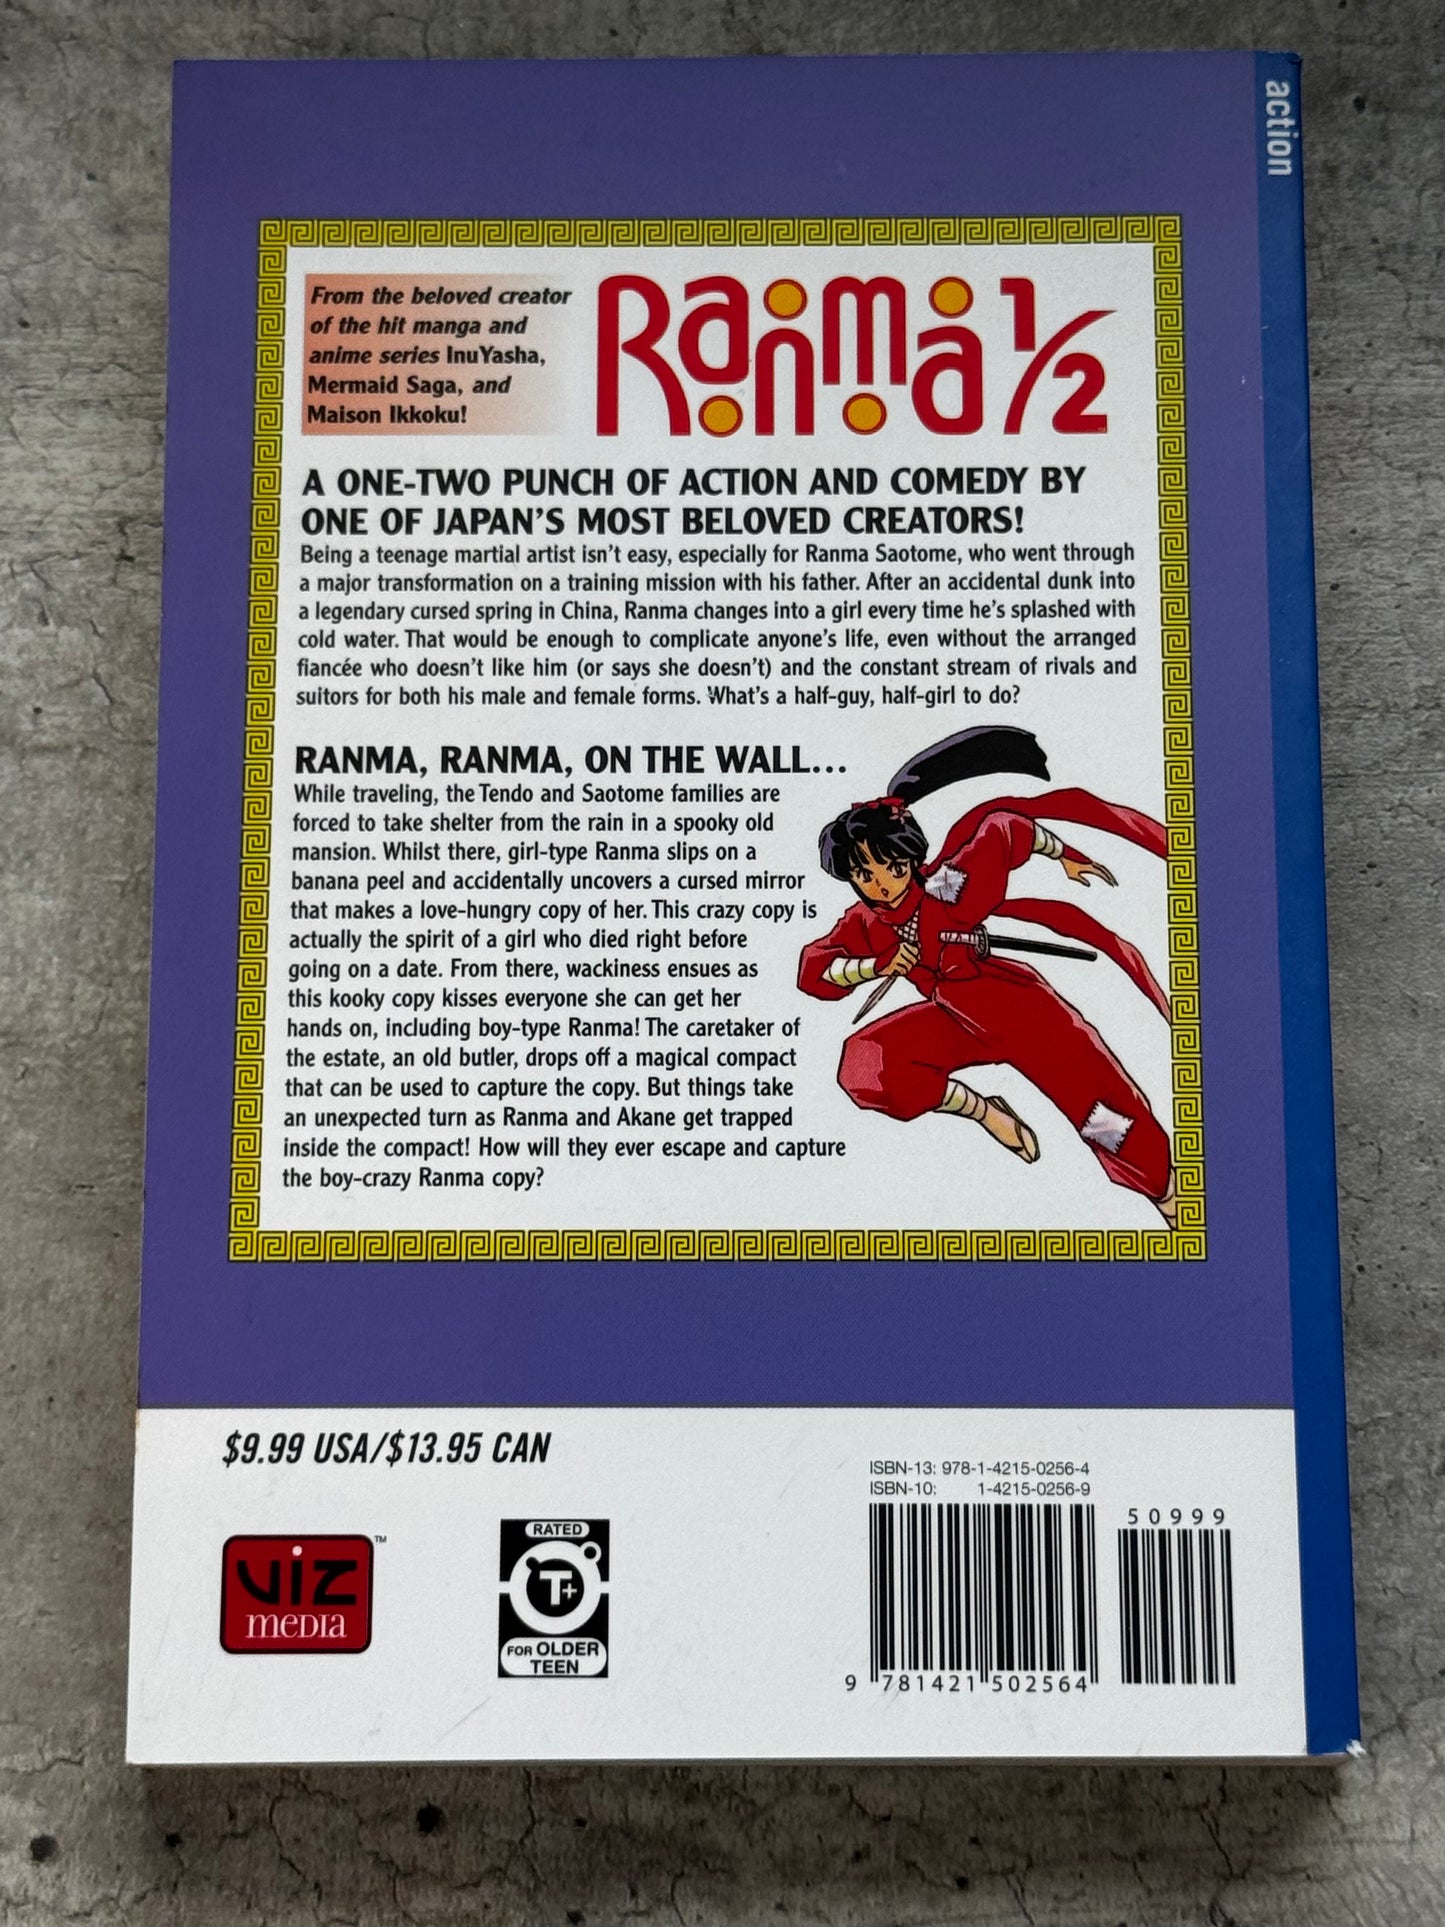 action
From the beloved creator
of the hit manga and
anime series InuYasha,
Mermaid Saga, and
Maison Ikkoku!
Ranma 1/2
A ONE-TWO PUNCH OF ACTION AND COMEDY BY
ONE OF JAPAN'S MOST BELOVED CREATORS!
Being a teenage martial artist isn't easy, especially for Ranma Saotome, who went through
a major transformation on a training mission with his father. After an accidental dunk into
a legendary cursed spring in China, Ranma changes into a girl every time he's splashed with
cold water. That would be enough to complicate anyone's life, even without the arranged
fiancée who doesn't like him (or says she doesn't) and the constant stream of rivals and
suitors for both his male and female forms. What's a half-guy, half-girl to do?
RANMA, RANMA, ON THE WALL...
While traveling, the Tendo and Saotome families are
forced to take shelter from the rain in a spooky old
mansion. Whilst there, girl-type Ranma slips on a
banana peel and accidentally uncovers a cursed mirror
that makes a love-hungry copy of her. This crazy copy is
actually the spirit of a girl who died right before
going on a date. From there, wackiness ensues as
this kooky copy kisses everyone she can get her
hands on, including boy-type Ranma! The caretaker of
the estate, an old butler, drops off a magical compact
that can be used to capture the copy. But things take
an unexpected turn as Ranma and Akane get trapped
inside the compact! How will they ever escape and capture
the boy-crazy Ranma copy?
$9.99 USA/$13.95 CAN
ISBN-13: 978-1-4215-0256-4
ISBN-10: 1-4215-0256-9
50999
9 781421 502564
VIZ
MEDIA
™
RATED
T+
FOR OLDER
TEEN